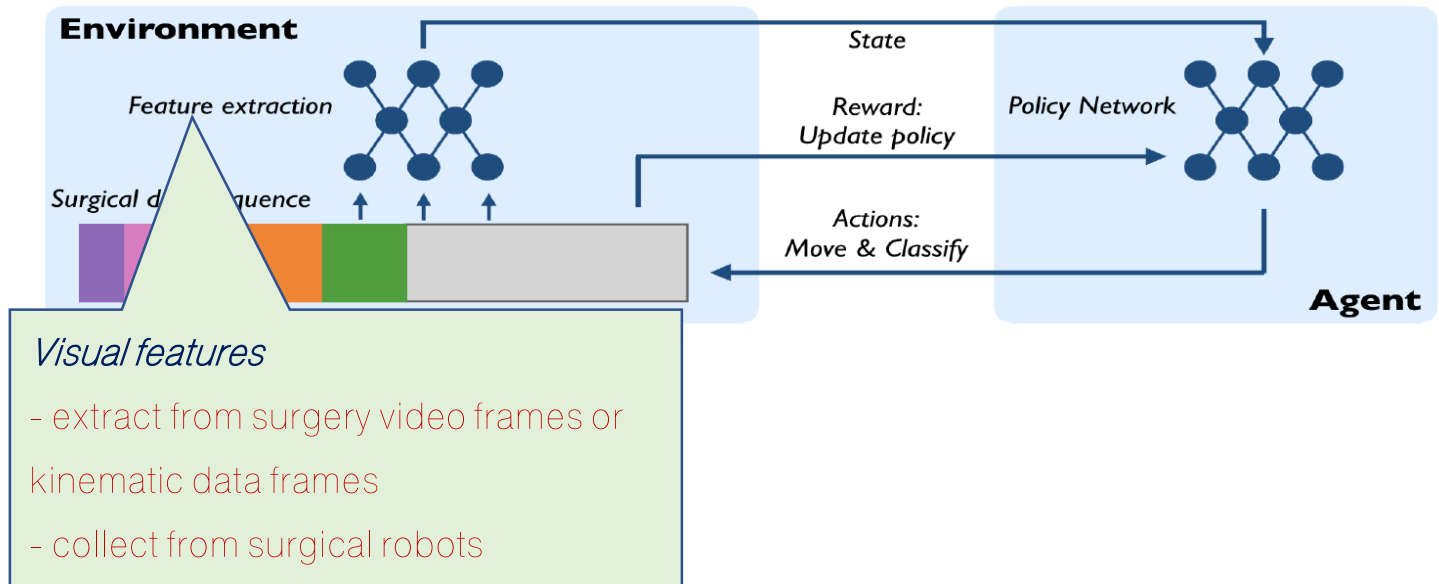 Environment
State
Feature extraction
Reward:
Update policy
Policy Network
Surgical d quence
Actions:
Move & Classify
Agent
Visual features
- extract from surgery video frames or
kinematic data frames
- collect from surgical robots